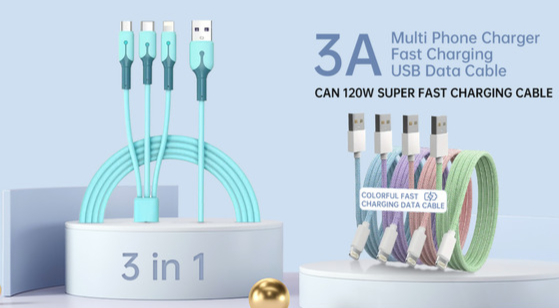 3 in 1
3A
Multi Phone Charger
Fast Charging
USB Data Cable
CAN 120W SUPER FAST CHARGING CABLE
COLORFUL FAST
CHARGING DATA CABLE